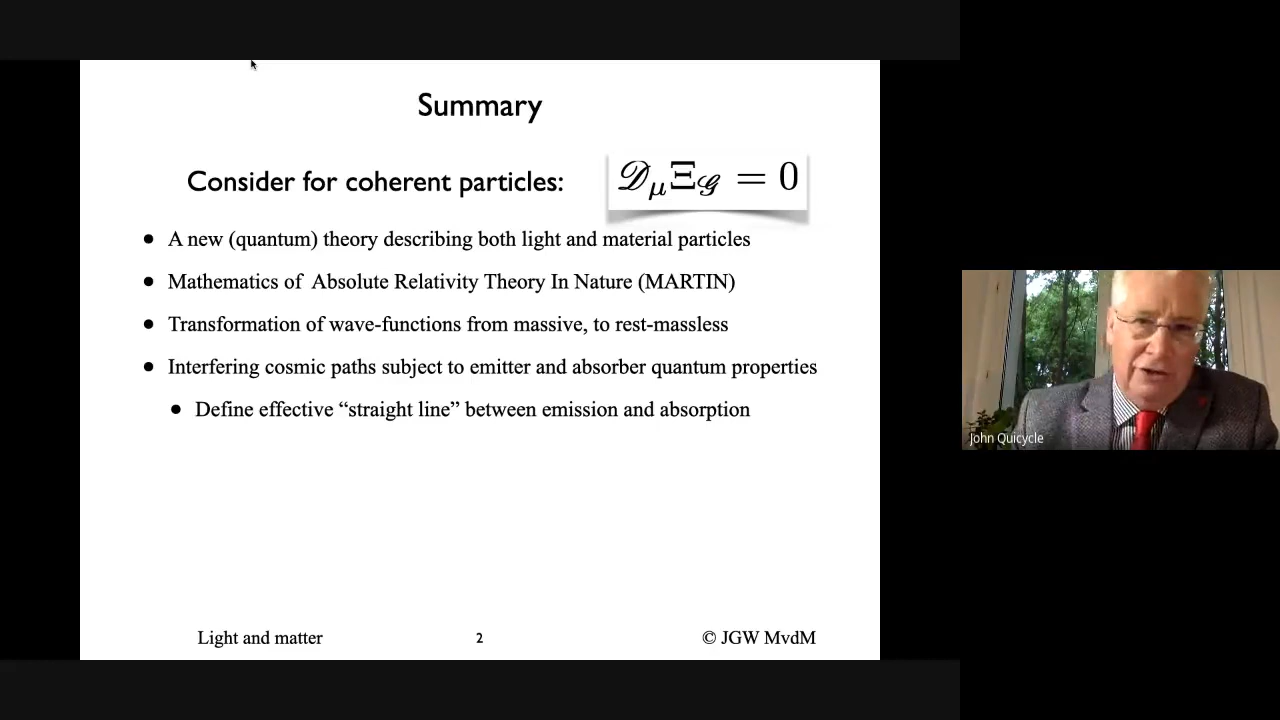 Summary
Consider for coherent particles: 𝒟μΞ𝒢 = 0
• A new (quantum) theory describing both light and material particles
• Mathematics of Absolute Relativity Theory In Nature (MARTIN)
• Transformation of wave-functions from massive, to rest-massless
• Interfering cosmic paths subject to emitter and absorber quantum properties
• Define effective “straight line” between emission and absorption
John Quicycle
Light and matter 2 © JGW MvdM